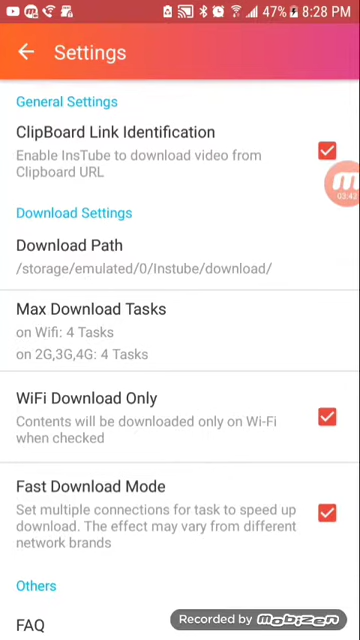 47% 8:28 PM
Settings
General Settings
ClipBoard Link Identification
Enable InsTube to download video from
Clipboard URL
03:43
Download Settings
Download Path
/storage/emulated/0/Instube/download/
Max Download Tasks
on Wifi: 4 Tasks
on 2G,3G,4G: 4 Tasks
WiFi Download Only
Contents will be downloaded only on Wi-Fi
when checked
Fast Download Mode
Set multiple connections for task to speed up
download. The effect may vary from different
network brands
Others
FAQ
Recorded by mobizen